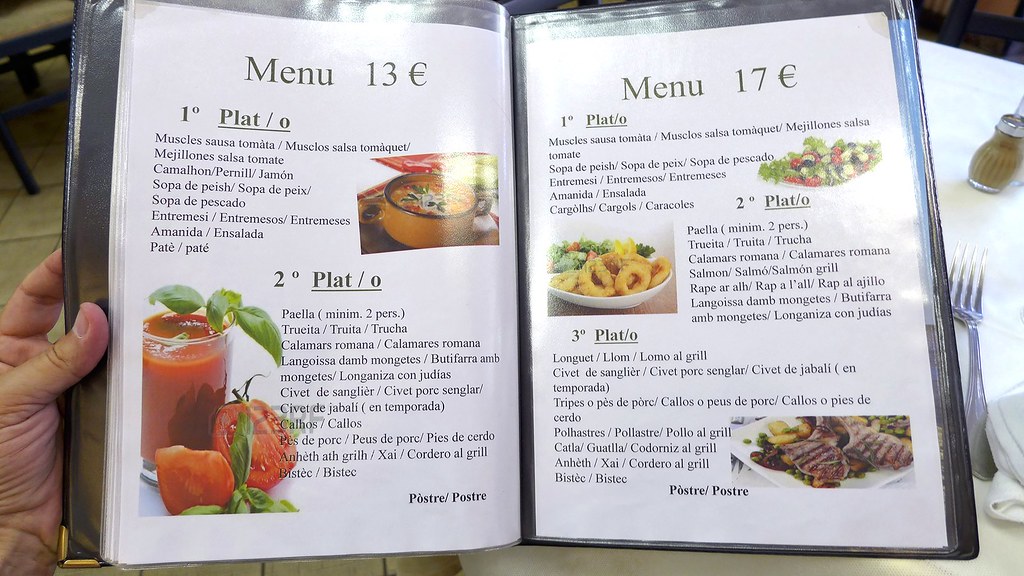 Menu 13 €
1º Plat / o
Muscles sausa tomàta / Musclos salsa tomàquet/
Mejillones salsa tomate
Camalhon/Pernill/ Jamón
Sopa de peish/ Sopa de peix/
Sopa de pescado
Entremesi / Entremesos/ Entremeses
Amanida / Ensalada
Patè / paté
2 º Plat / o
Paella ( minim. 2 pers.)
Trueita / Truita / Trucha
Calamars romana / Calamares romana
Langoissa damb mongetes / Butifarra amb
mongetes/ Longaniza con judías
Civet de sanglièr / Civet porc senglar/
Civet de jabalí ( en temporada)
Calhos / Callos
Pès de porc / Peus de porc/ Pies de cerdo
Anhèth ath grilh / Xai / Cordero al grill
Bistèc / Bistec
Pòstre/ Postre
Menu 17 €
1º Plat/o
Muscles sausa tomàta / Musclos salsa tomàquet/ Mejillones salsa
tomate
Sopa de peish/ Sopa de peix/ Sopa de pescado
Entremesi / Entremesos/ Entremeses
Amanida / Ensalada
Cargòlhs/ Cargols / Caracoles
2 º Plat/o
Paella ( minim. 2 pers.)
Trueita / Truita / Trucha
Calamars romana / Calamares romana
Salmon/ Salmó/Salmón grill
Rape ar alh/ Rap a l’all/ Rap al ajillo
Langoissa damb mongetes / Butifarra
amb mongetes/ Longaniza con judías
3º Plat/o
Longuet / Llom / Lomo al grill
Civet de sanglièr / Civet porc senglar/ Civet de jabalí ( en
temporada)
Tripes o pès de pòrc/ Callos o peus de porc/ Callos o pies de
cerdo
Polhastres / Pollastre/ Pollo al grill
Catla/ Guatlla/ Codorniz al grill
Anhèth / Xai / Cordero al grill
Bistèc / Bistec
Pòstre/ Postre